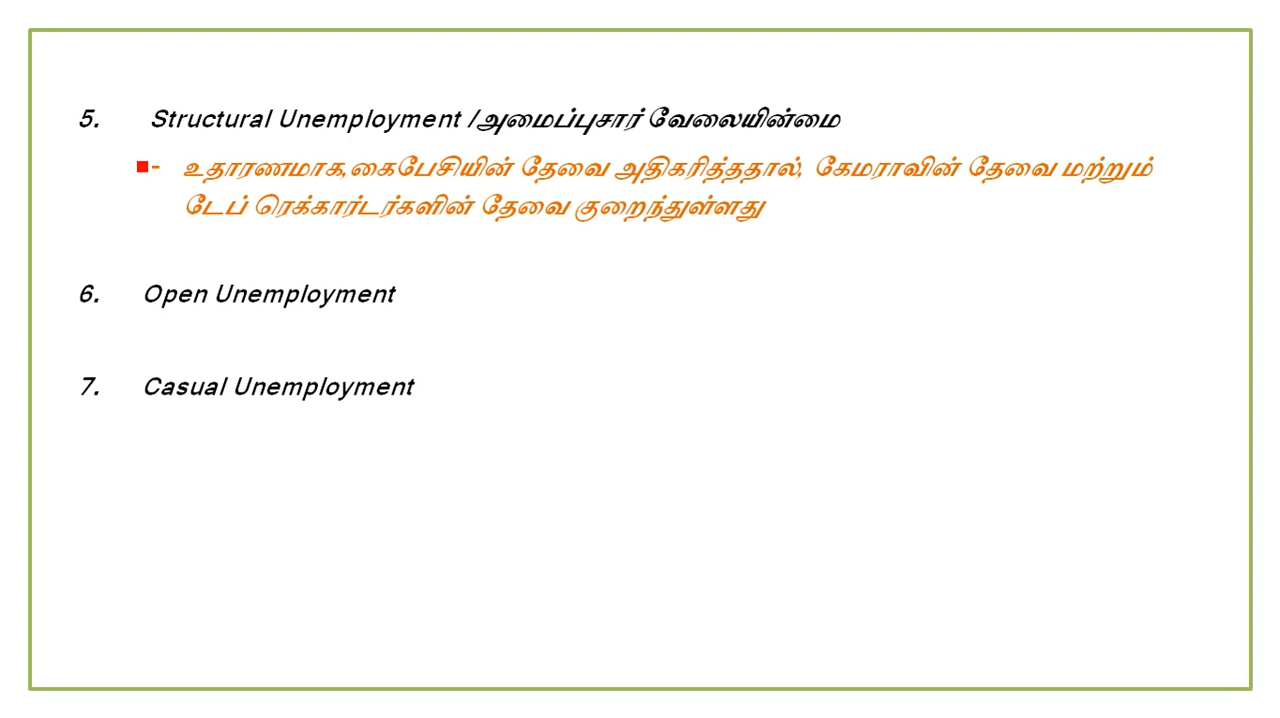 5. Structural Unemployment /அமைப்புசார் வேலையின்மை
- உதாரணமாக,கைபேசியின் தேவை அதிகரித்ததால், கேமராவின் தேவை மற்றும்
டேப் ரெக்கார்டர்களின் தேவை குறைந்துள்ளது
6. Open Unemployment
7. Casual Unemployment